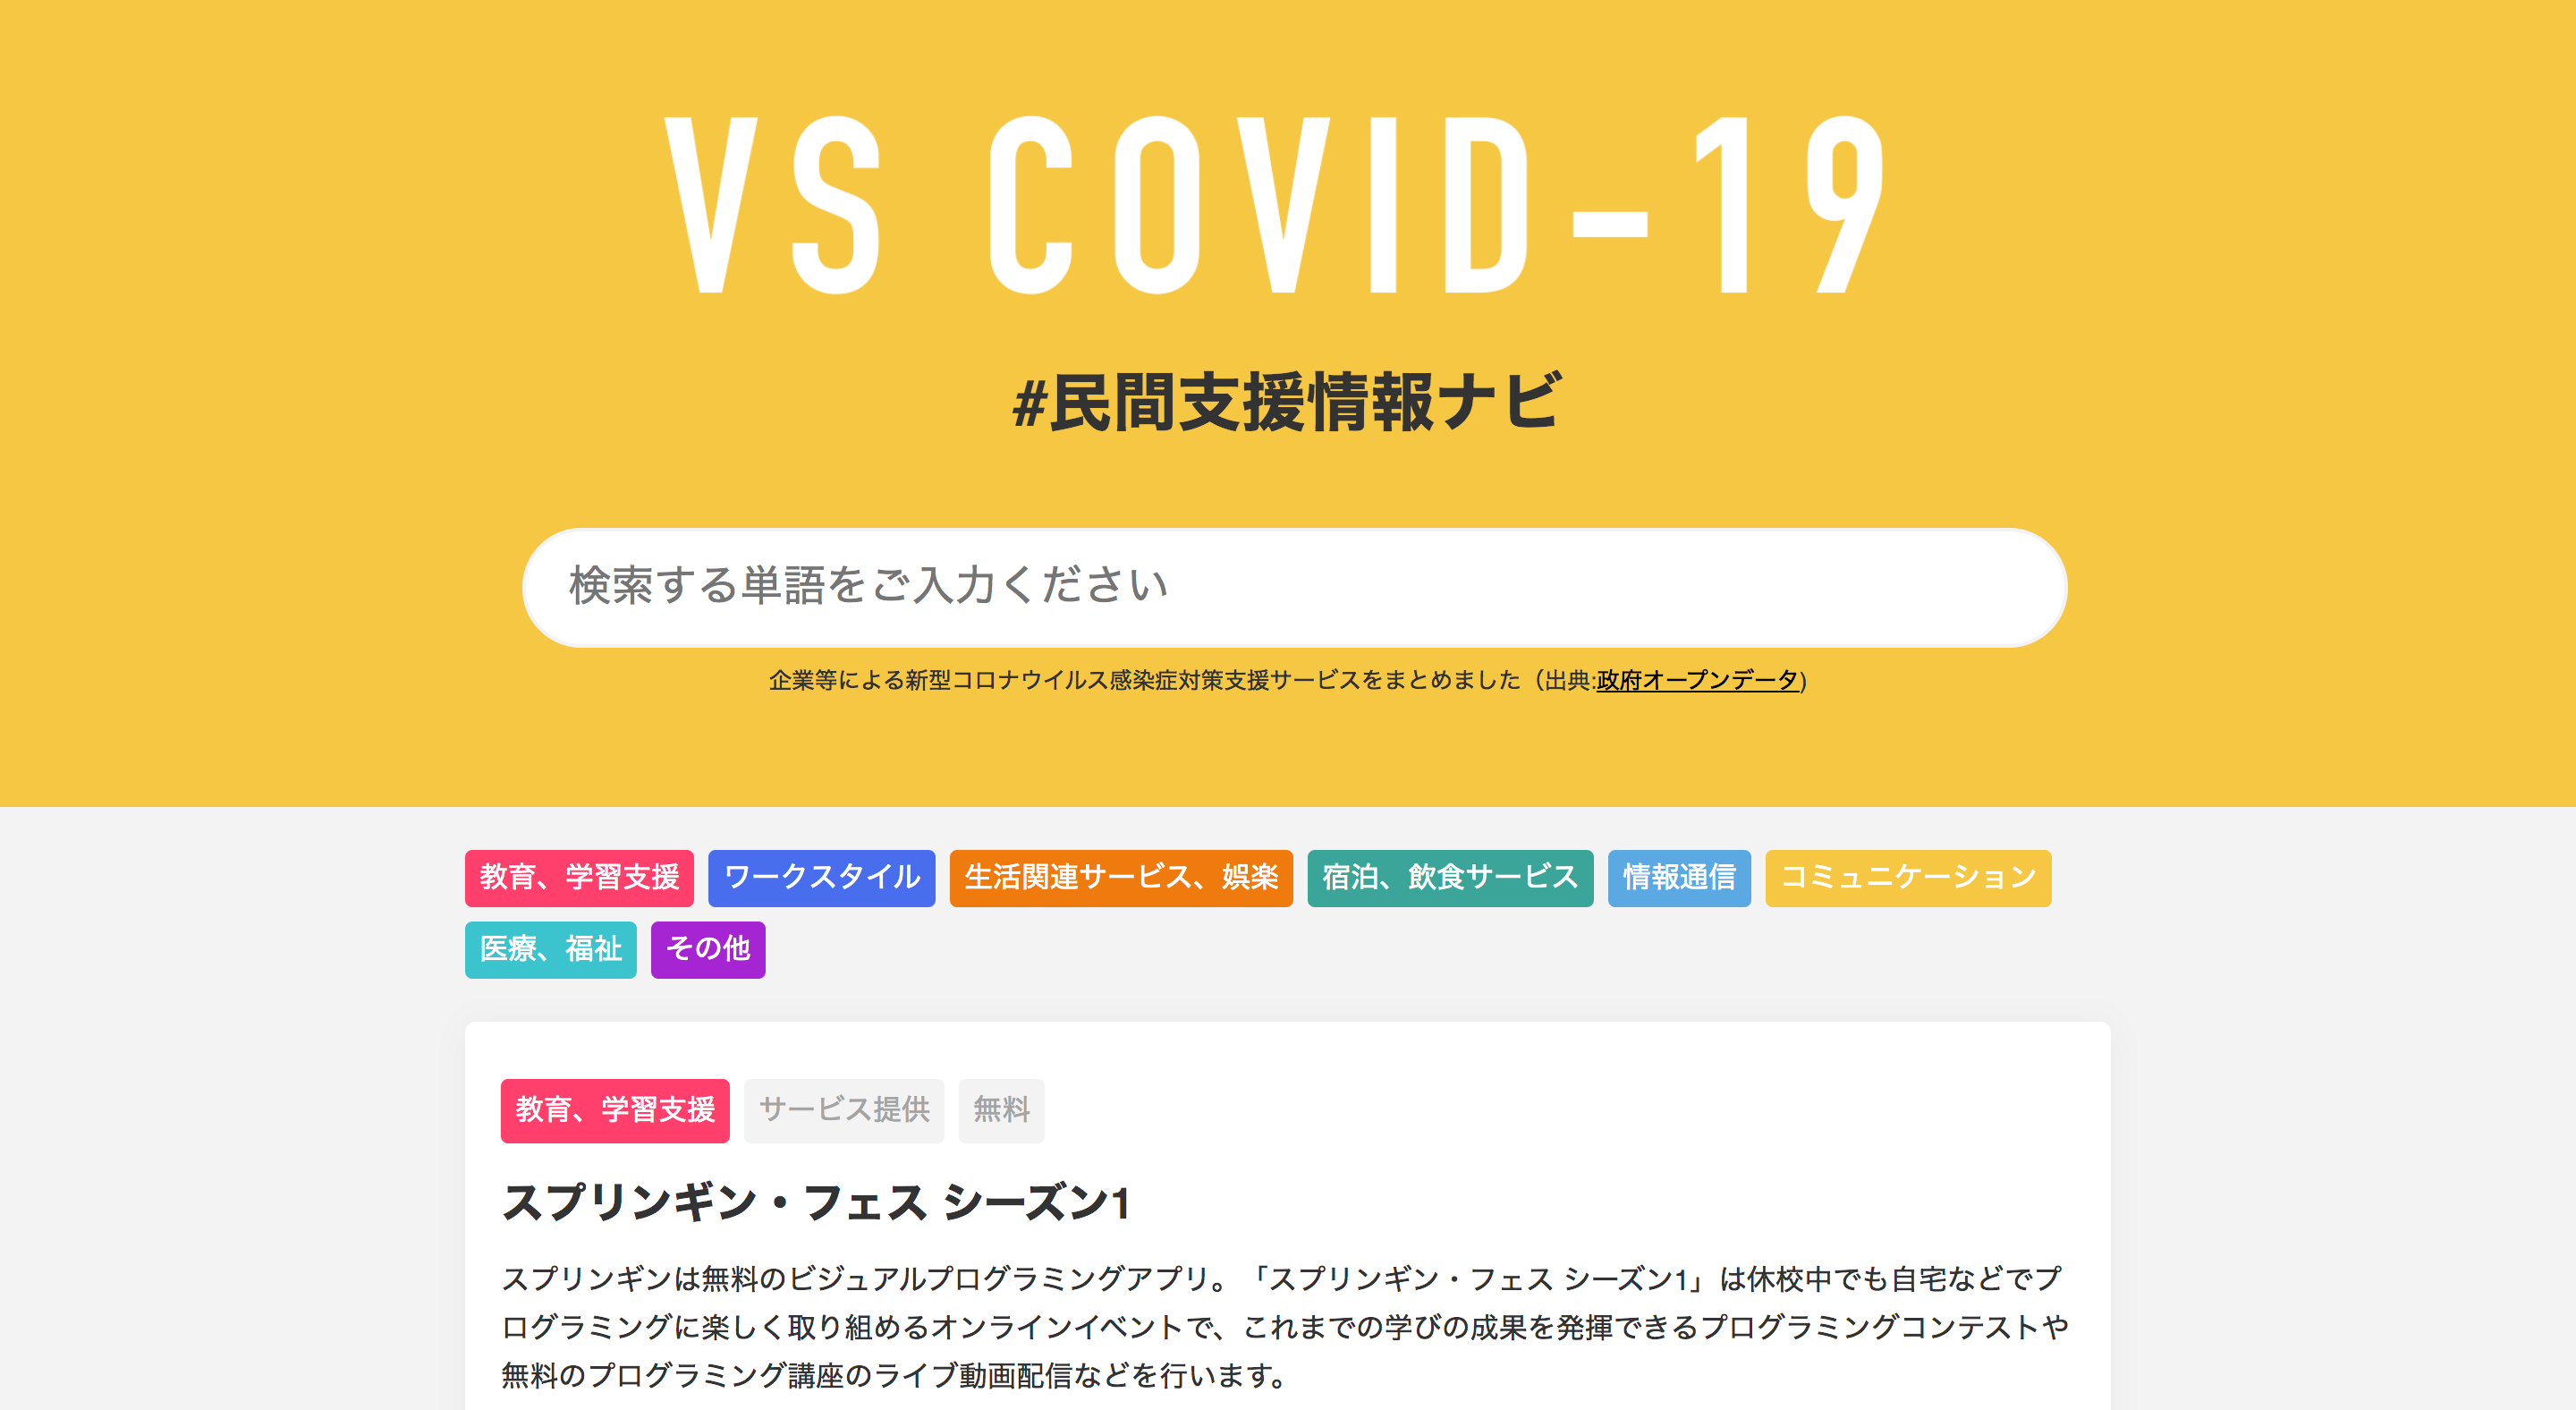 VS COVID-19
#民間支援情報ナビ
検索する単語をご入力ください
企業等による新型コロナウイルス感染症対策支援サービスをまとめました（出典:政府オープンデータ)
教育、学習支援 ワークスタイル 生活関連サービス、娯楽 宿泊、飲食サービス 情報通信 コミュニケーション
医療、福祉 その他
教育、学習支援 サービス提供 無料
スプリンギン・フェス シーズン1
スプリンギンは無料のビジュアルプログラミングアプリ。「スプリンギン・フェス シーズン1」は休校中でも自宅などでプ
ログラミングに楽しく取り組めるオンラインイベントで、これまでの学びの成果を発揮できるプログラミングコンテストや
無料のプログラミング講座のライブ動画配信などを行います。